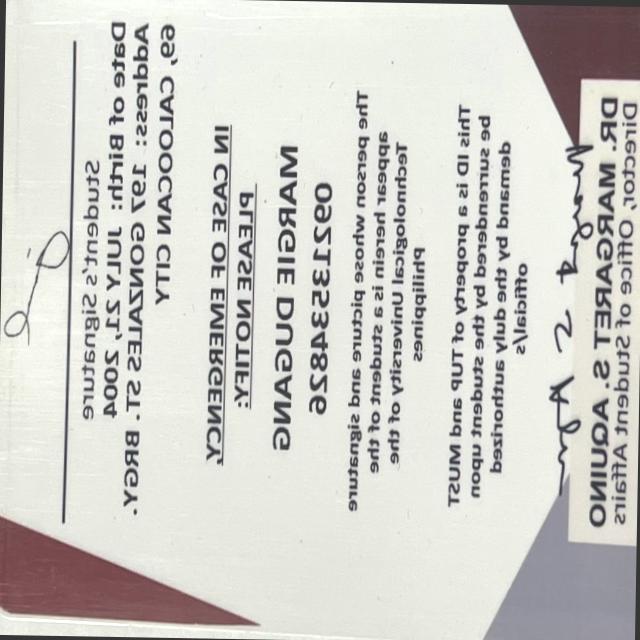 Student's Signature
Date of Birth: JULY 21, 2004
Address: GONZALES ST. BRGY.
CALOOCAN CITY
IN CASE OF EMERGENCY
PLEASE NOTIFY:
MARGIE DUGANG
The person whose picture and signature
appear herein is a student of the
Technological University of the
Philippines
This ID is a property of TUP and MUST
be surrendered by the student upon
demand by the duly authorized
official/s
DR. MARGARET S. AQUINO
Director, Office of Student Affairs